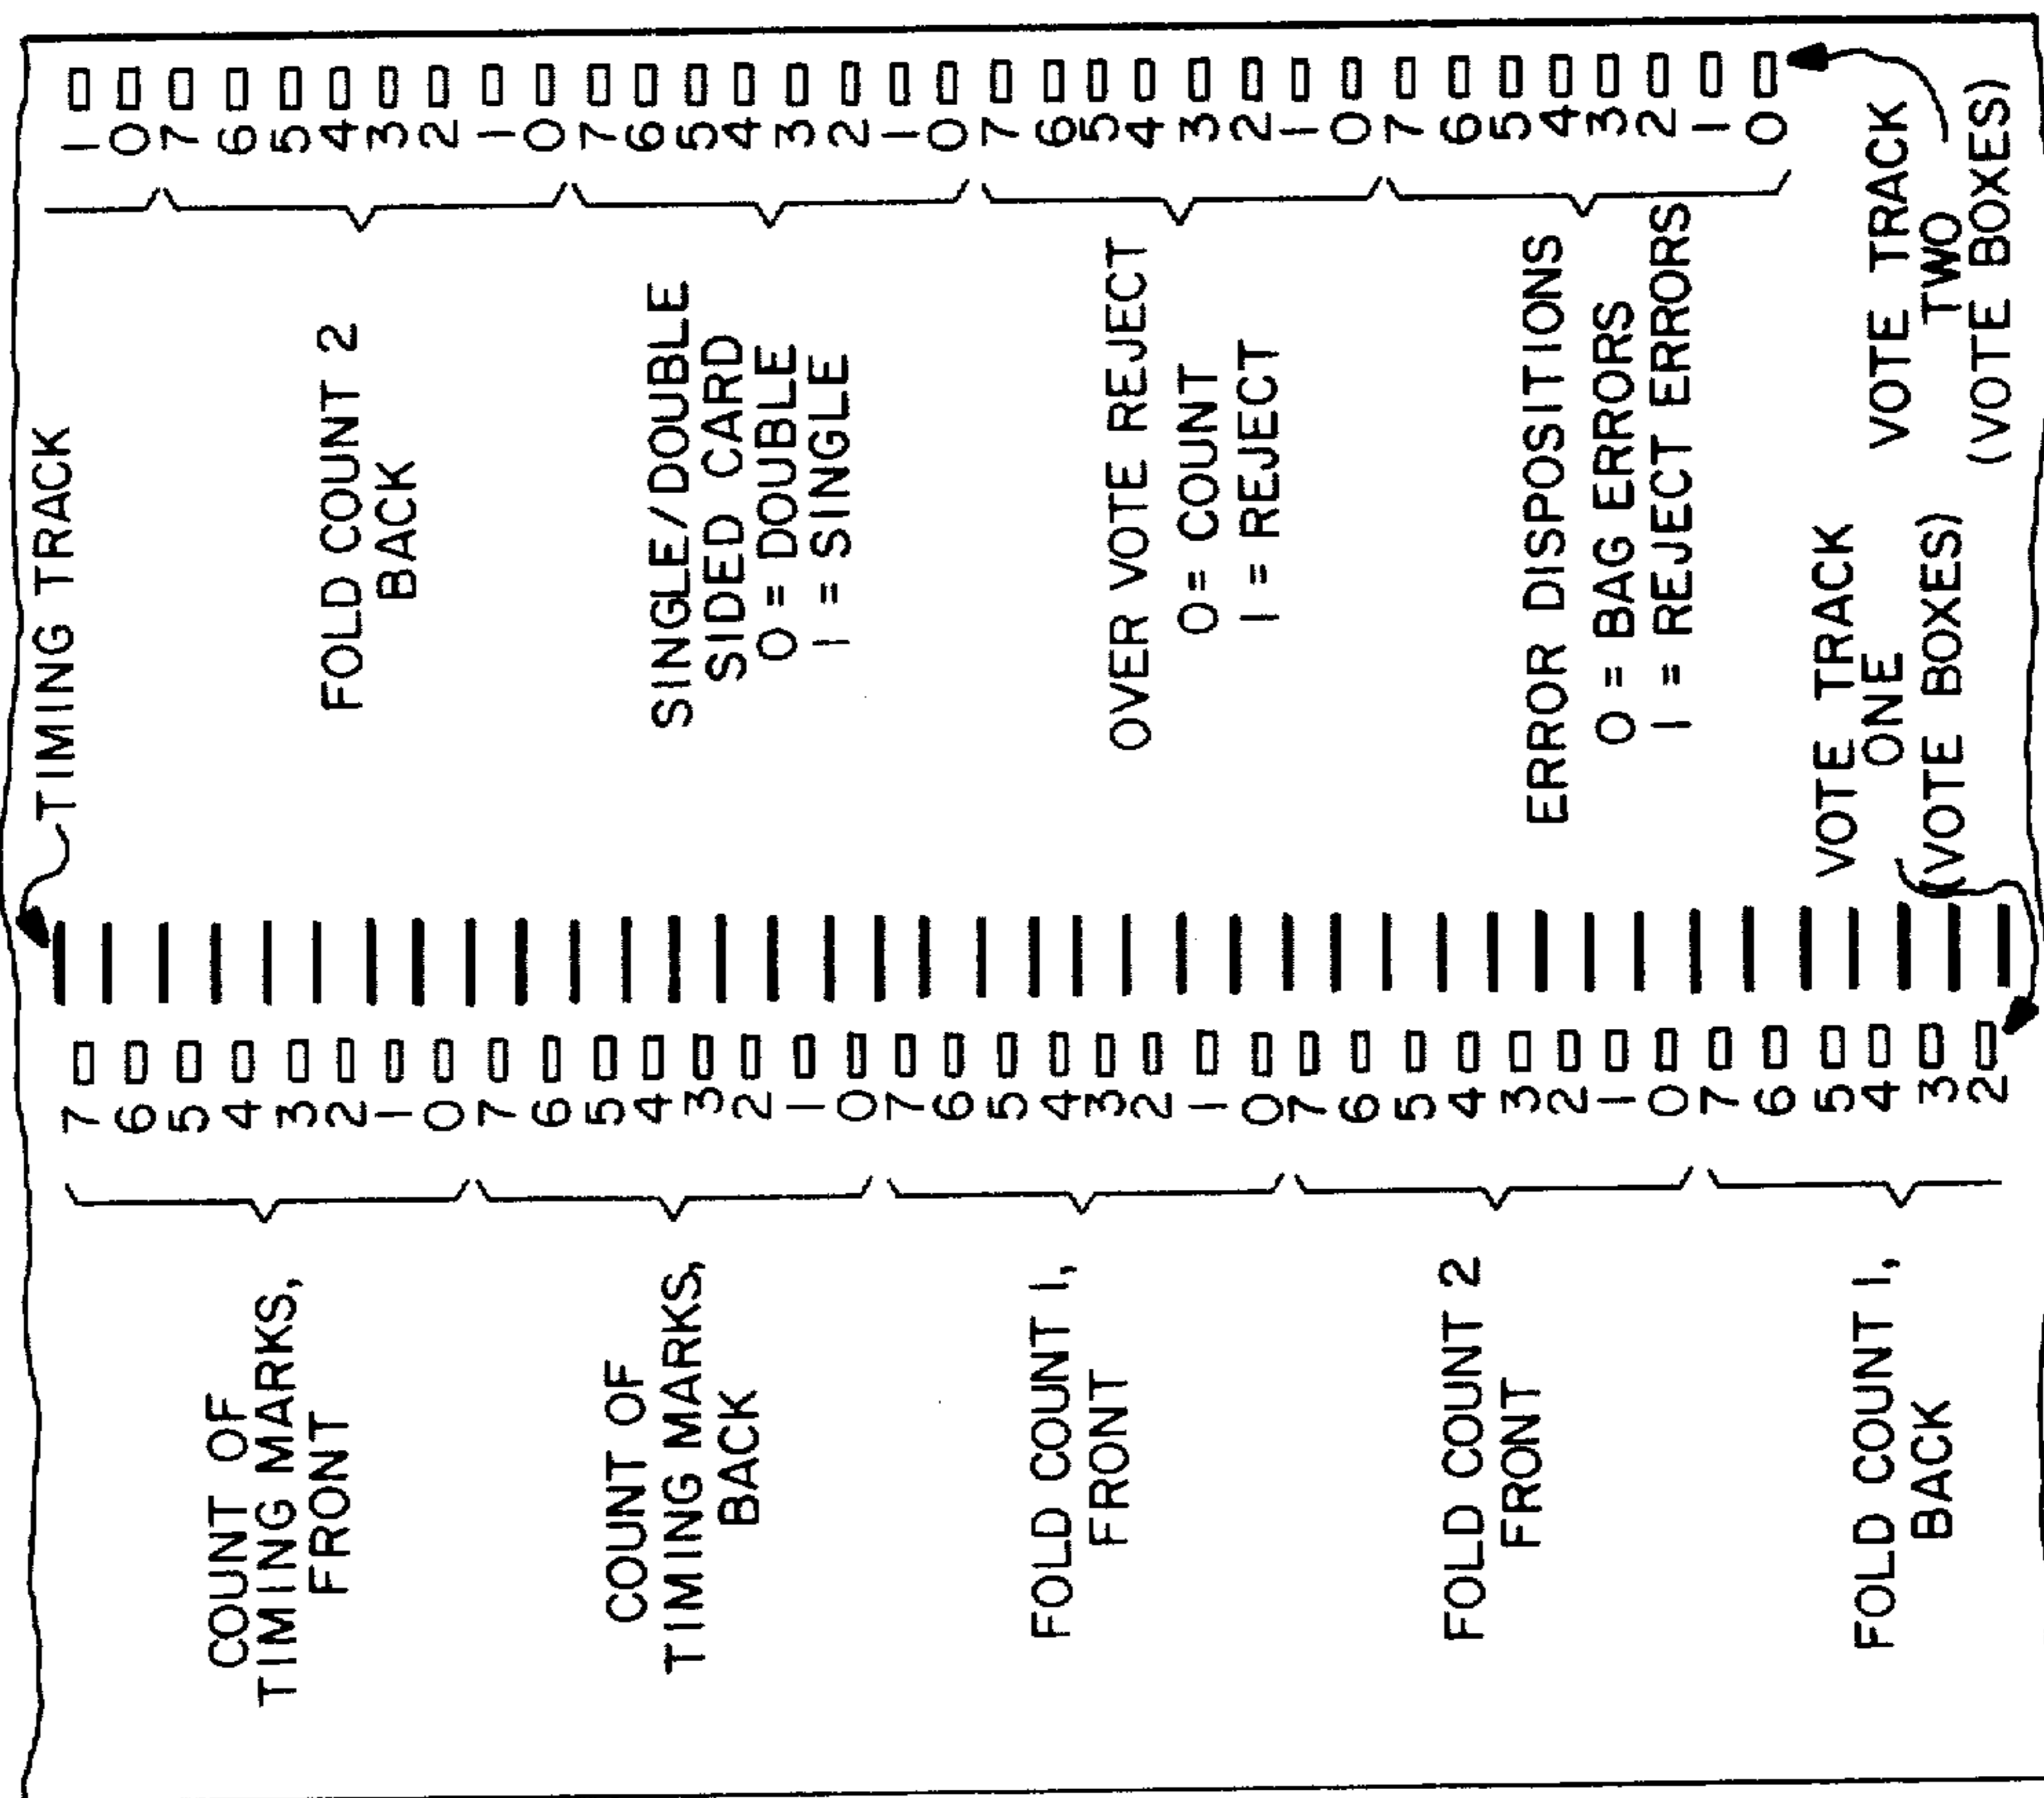 TIMING TRACK
COUNT OF
TIMING MARKS,
FRONT
7
6
5
4
3
2
1
0
COUNT OF
TIMING MARKS,
BACK
7
6
5
4
3
2
1
0
FOLD COUNT 1,
FRONT
7
6
5
4
3
2
1
0
FOLD COUNT 2
FRONT
7
6
5
4
3
2
1
0
FOLD COUNT 1,
BACK
7
6
5
4
3
2
1
0
FOLD COUNT 2
BACK
7
6
5
4
3
2
1
0
SINGLE/DOUBLE
SIDED CARD
0 = DOUBLE
1 = SINGLE
7
6
5
4
3
2
1
0
OVER VOTE REJECT
0 = COUNT
1 = REJECT
7
6
5
4
3
2
1
0
ERROR DISPOSITIONS
0 = BAG ERRORS
1 = REJECT ERRORS
7
6
5
4
3
2
1
0
VOTE TRACK
ONE
(VOTE BOXES)
VOTE TRACK
TWO
(VOTE BOXES)